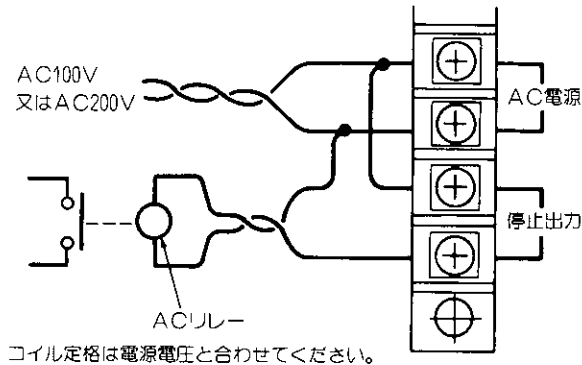 AC100V
又はAC200V
AC電源
停止出力
ACリレー
コイル定格は電源電圧と合わせてください。